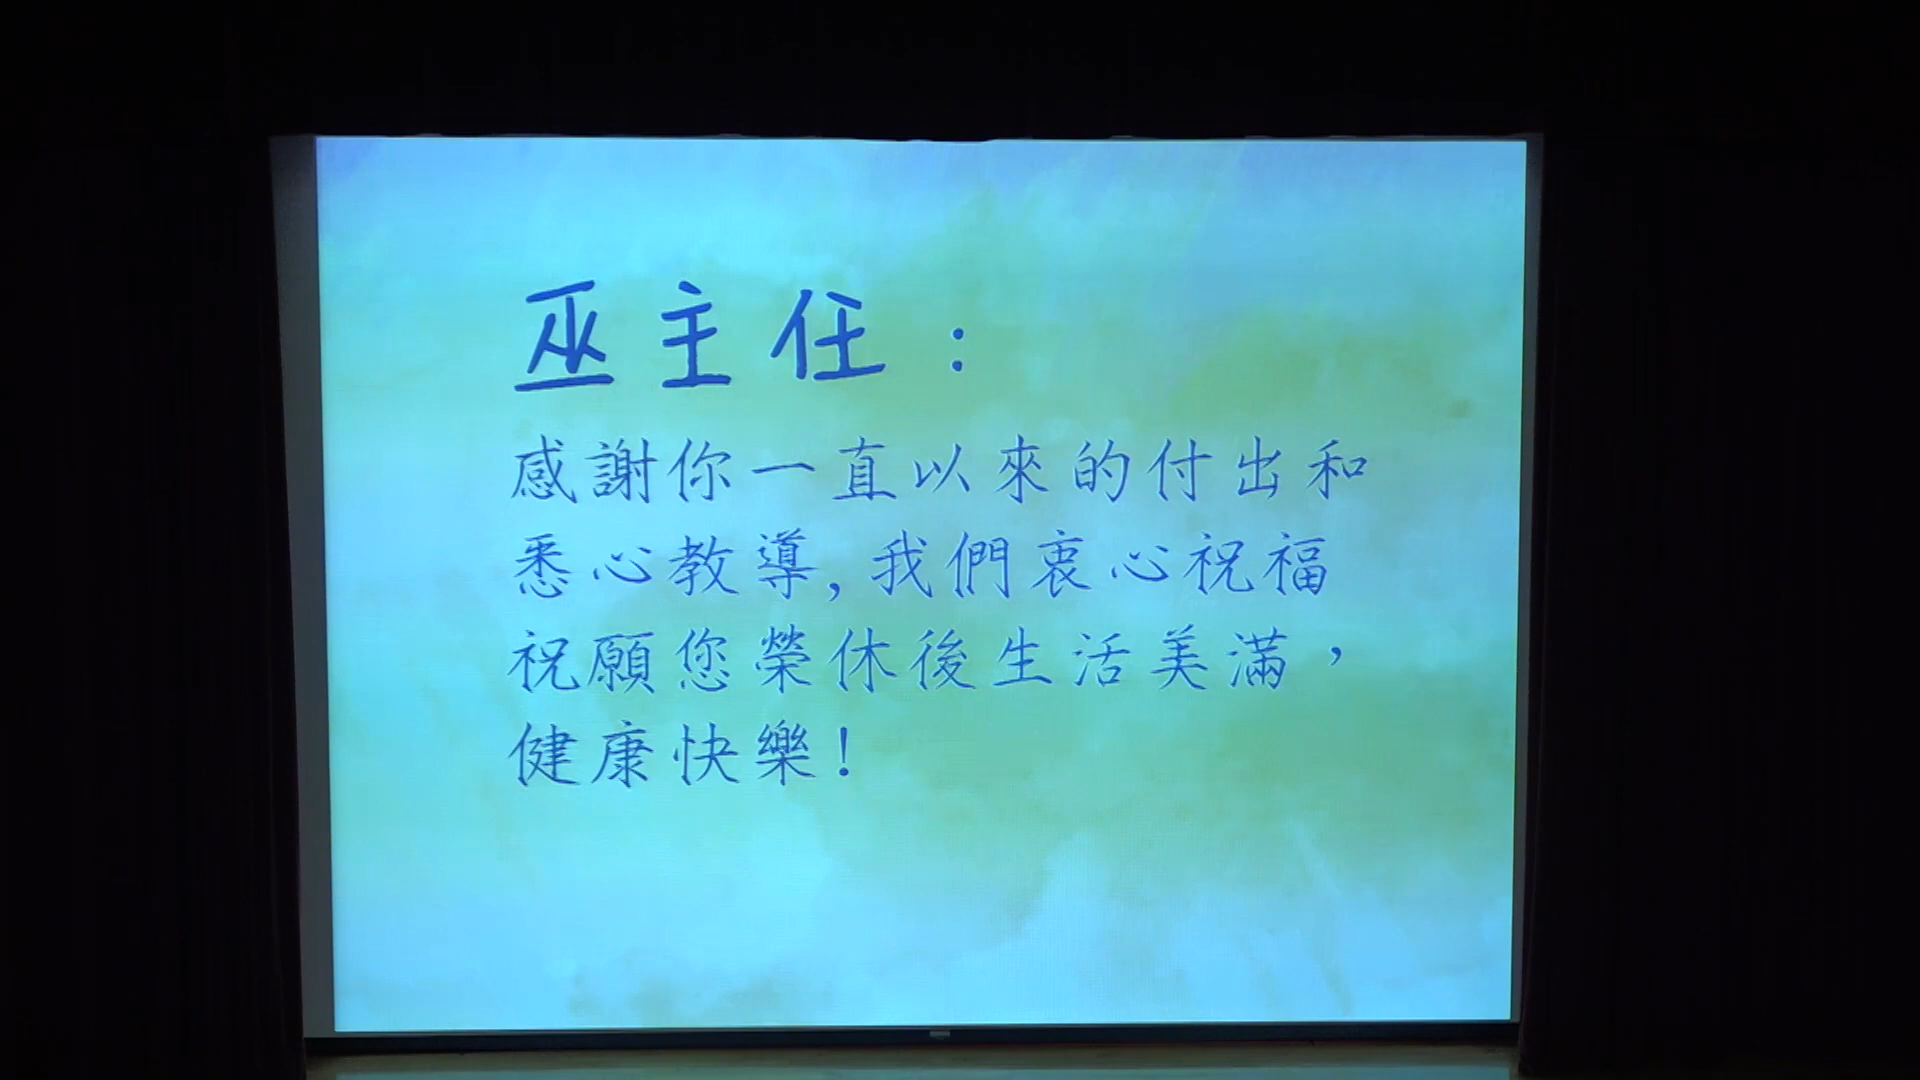 巫主任：
感謝你一直以來的付出和
悉心教導,我們衷心祝福
祝願您榮休後生活美滿，
健康快樂!